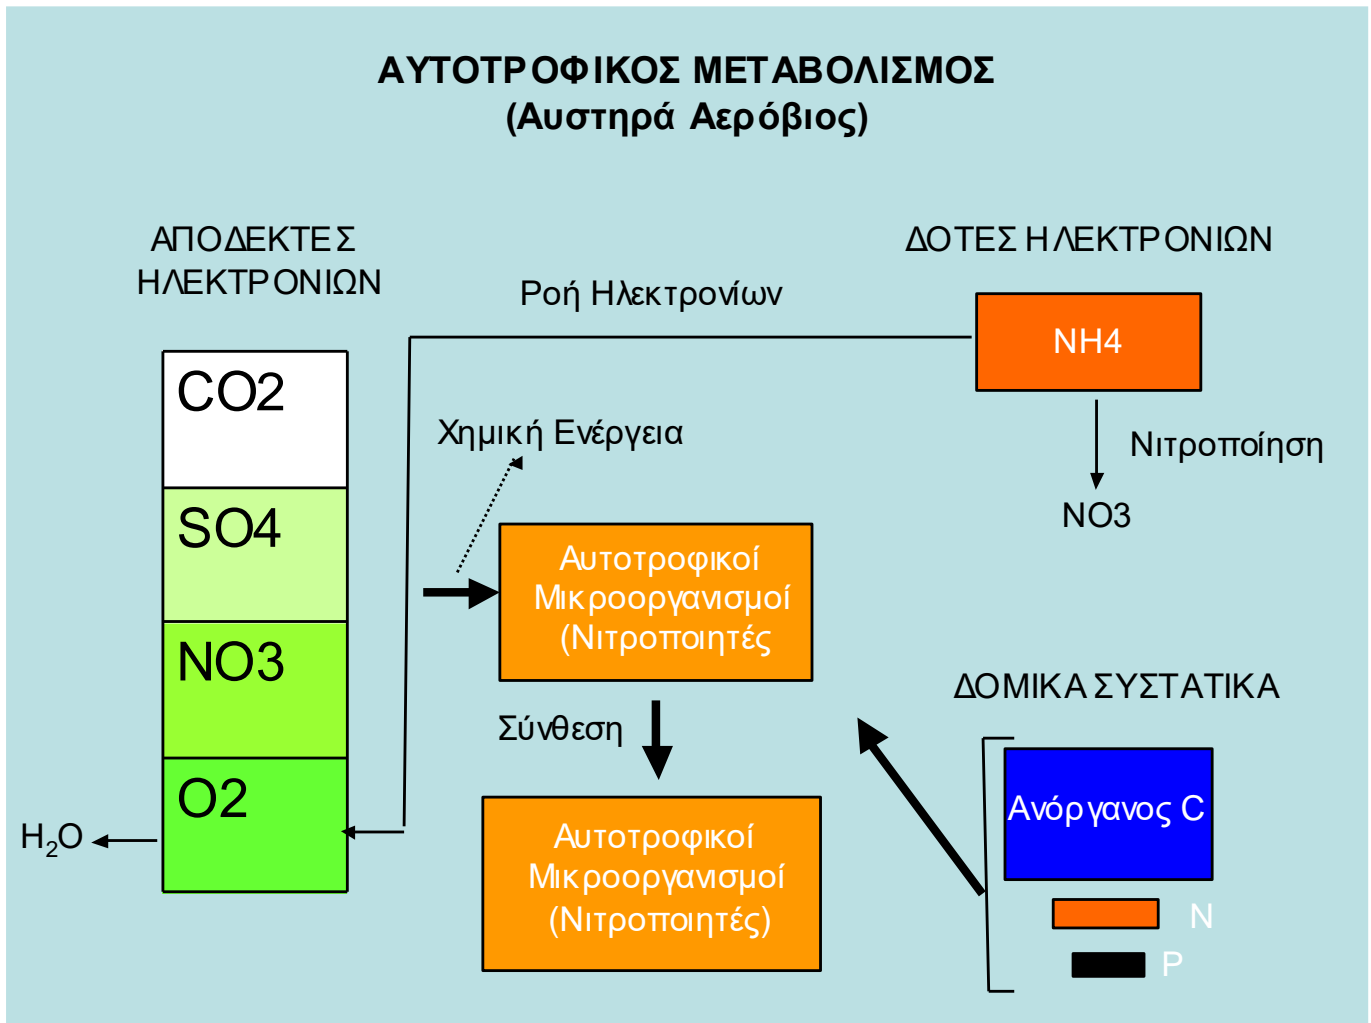 ΑΥΤΟΤΡΟΦΙΚΟΣ ΜΕΤΑΒΟΛΙΣΜΟΣ
(Αυστηρά Αερόβιος)
ΑΠΟΔΕΚΤΕΣ
ΗΛΕΚΤΡΟΝΙΩΝ
ΔΟΤΕΣ ΗΛΕΚΤΡΟΝΙΩΝ
Ροή Ηλεκτρονίων
NH4
CO2
Χημική Ενέργεια
Νιτροποίηση
NO3
SO4
Αυτοτροφικοί
Μικροοργανισμοί
(Νιτροποιητές
NO3
ΔΟΜΙΚΑ ΣΥΣΤΑΤΙΚΑ
Σύνθεση
O2
Ανόργανος C
H₂O
Αυτοτροφικοί
Μικροοργανισμοί
(Νιτροποιητές)
N
P